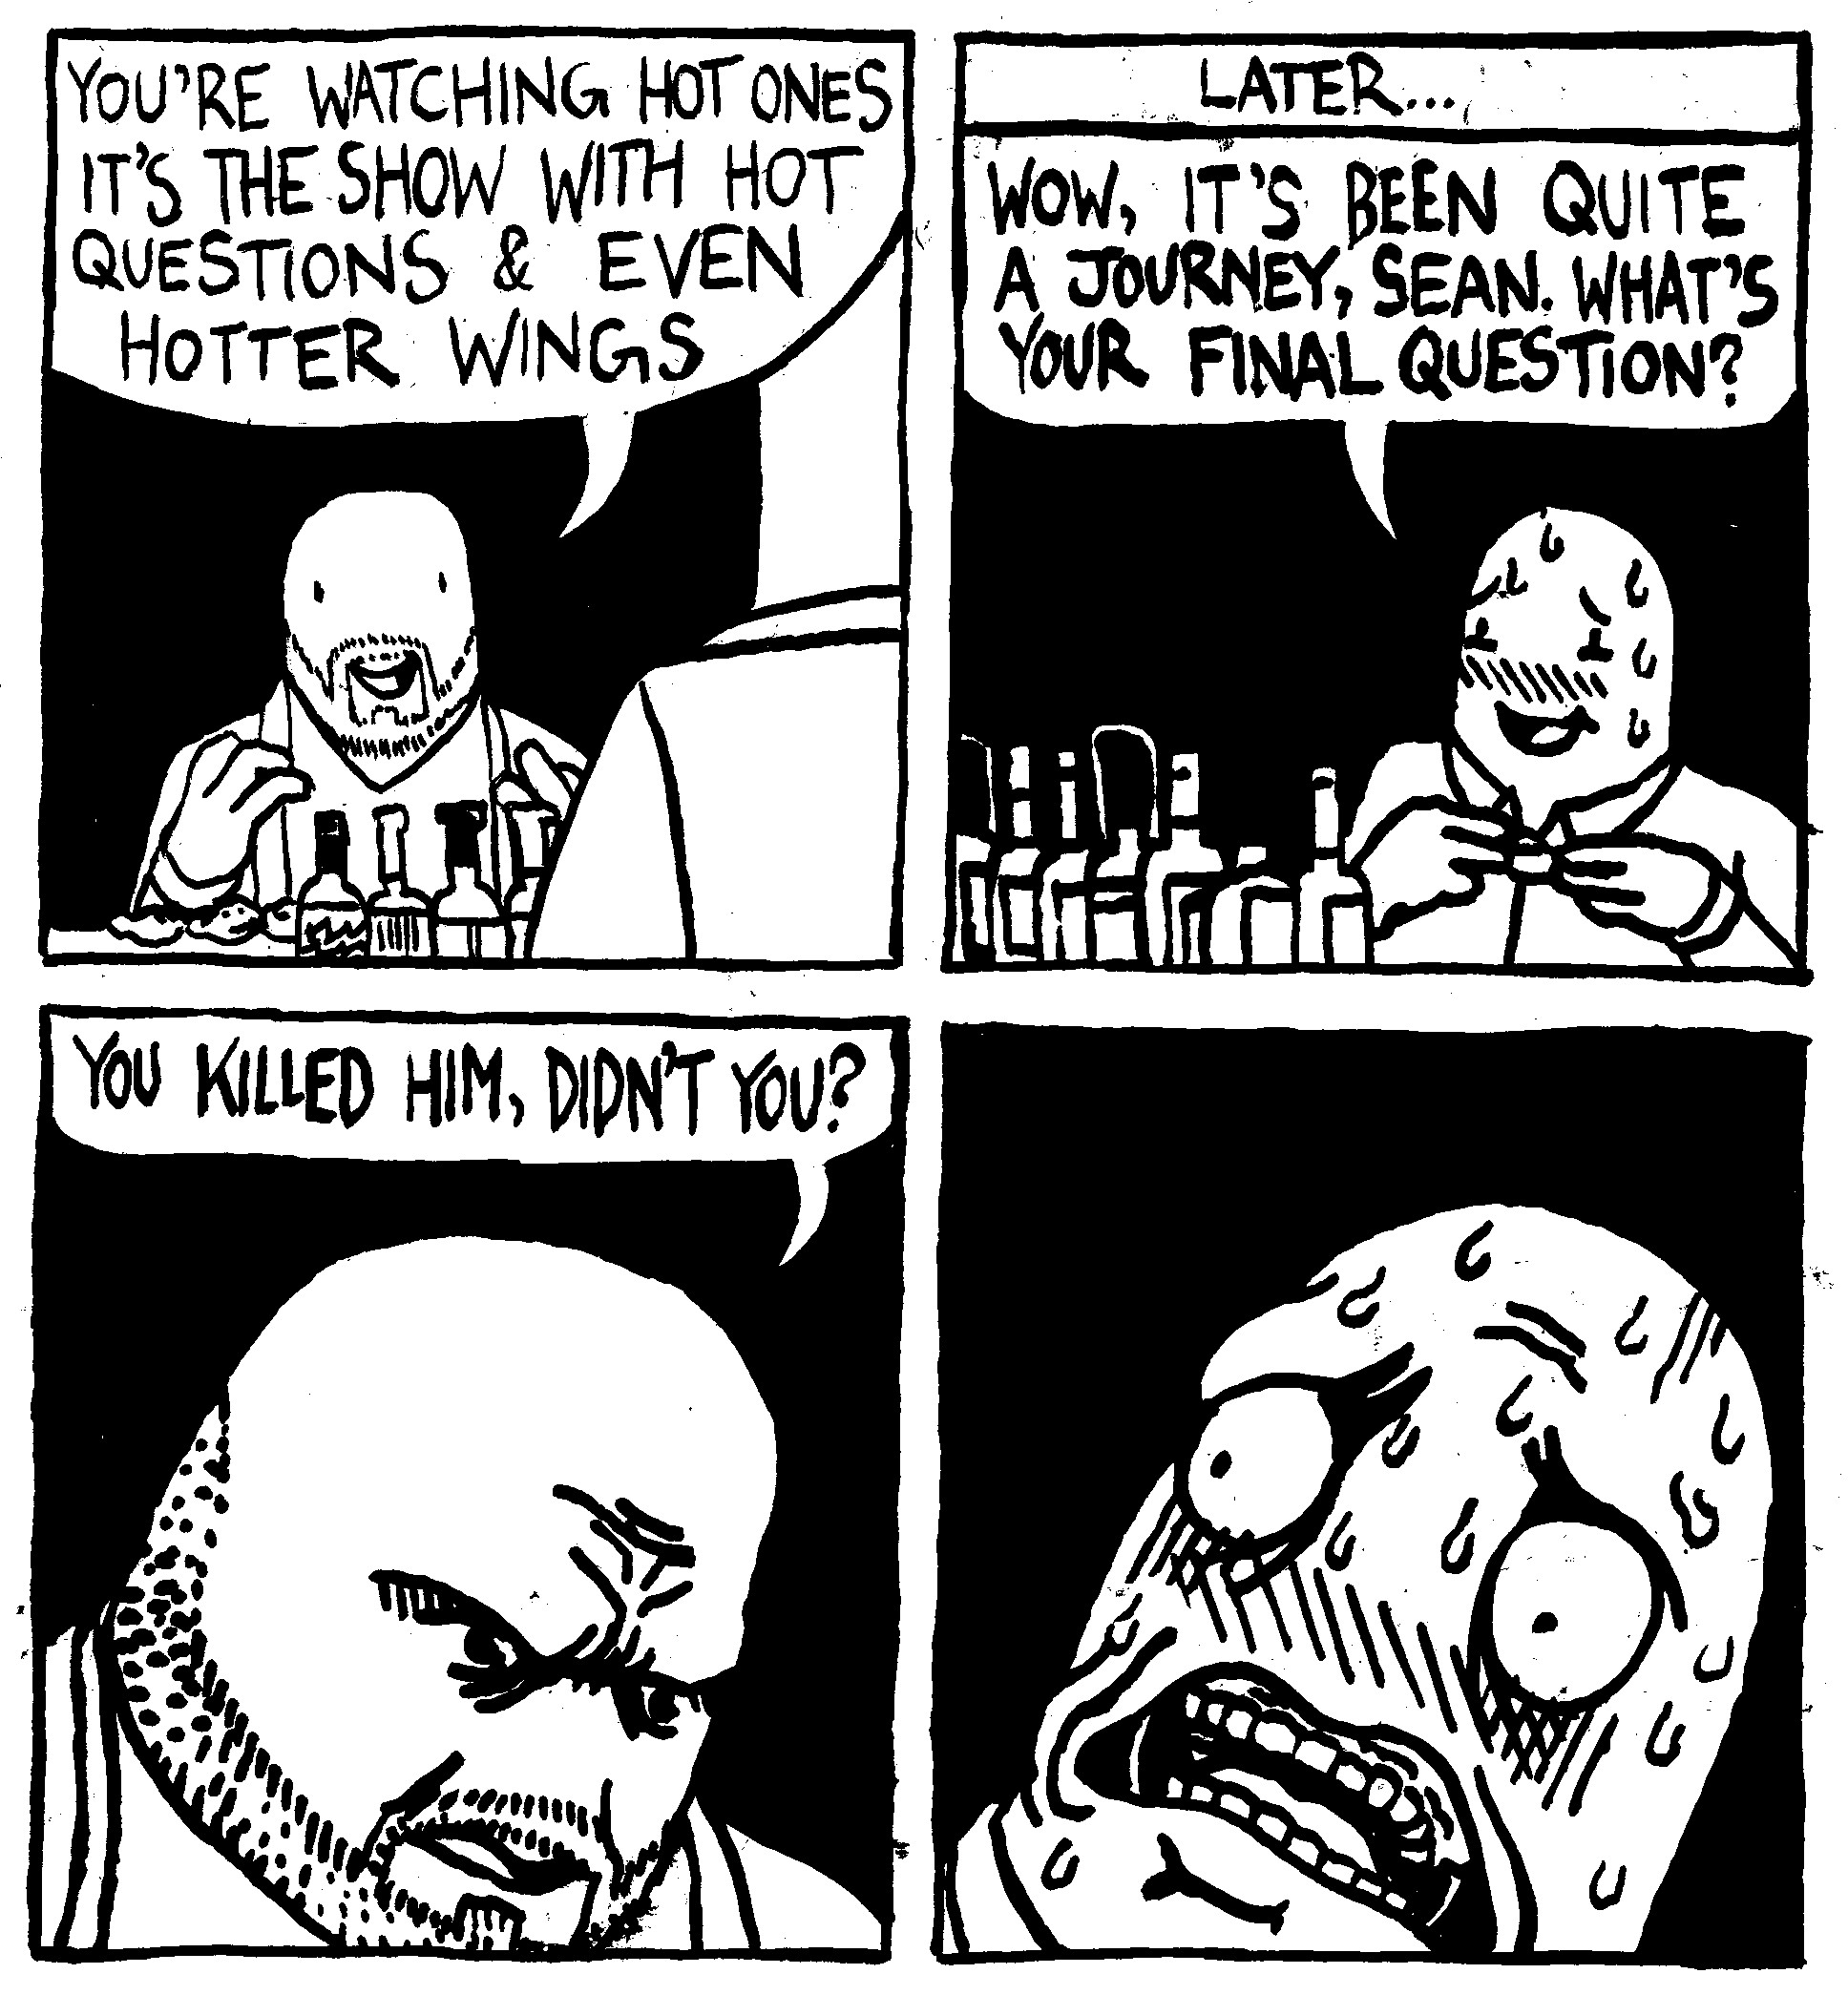 YOU'RE WATCHING HOT ONES
IT'S THE SHOW WITH HOT
QUESTIONS & EVEN
HOTTER WINGS
LATER...
WOW, IT'S BEEN QUITE
A JOURNEY, SEAN. WHAT'S
YOUR FINAL QUESTION?
YOU KILLED HIM, DIDN'T YOU?